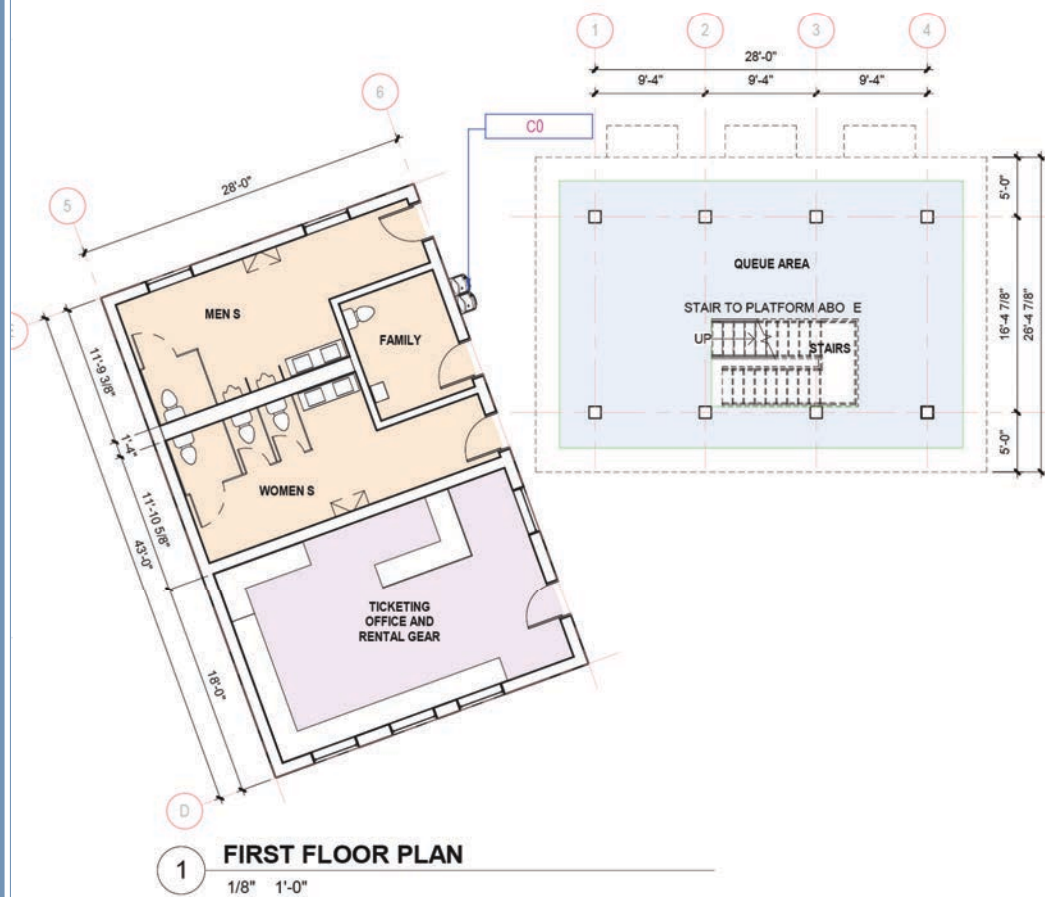 1
2
3
4
28'-0"
9'-4"
9'-4"
9'-4"
6
C0
5
28'-0"
5'-0"
QUEUE AREA
MEN S
STAIR TO PLATFORM ABO E
16'-4 7/8"
26'-4 7/8"
FAMILY
UP
STAIRS
11'-9 3/8"
1'-4"
5'-0"
WOMEN S
11'-10 5/8"
43'-0"
TICKETING
OFFICE AND
RENTAL GEAR
18'-0"
D
1
FIRST FLOOR PLAN
1/8" 1'-0"